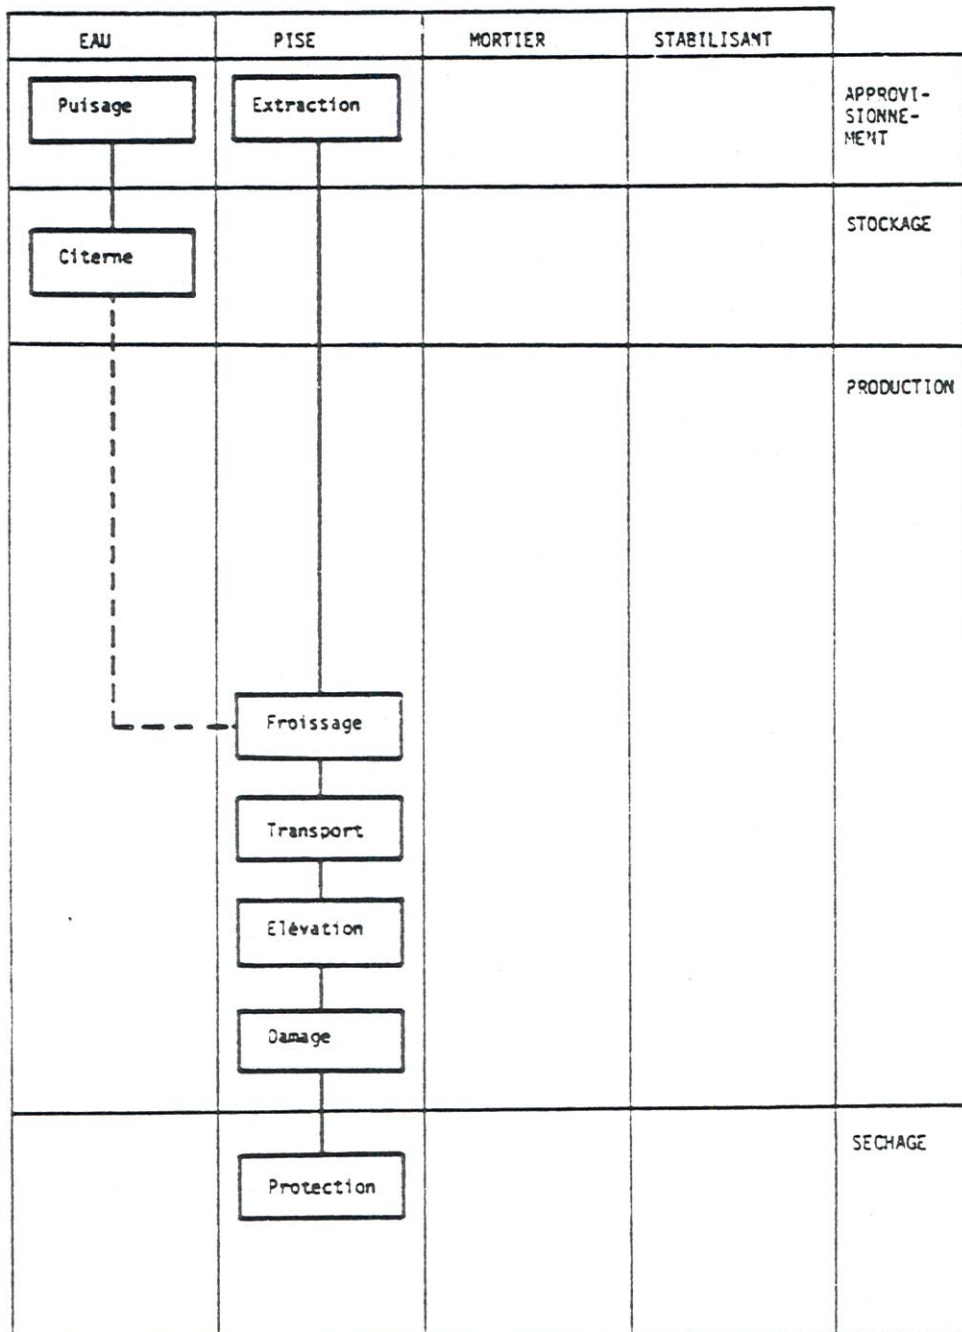 EAU PISE MORTIER STABILISANT
Puisage Extraction
APPROVI-
SIONNE-
MENT
STOCKAGE
Citerne
PRODUCTION
Froissage
Transport
Elévation
Damage
SECHAGE
Protection